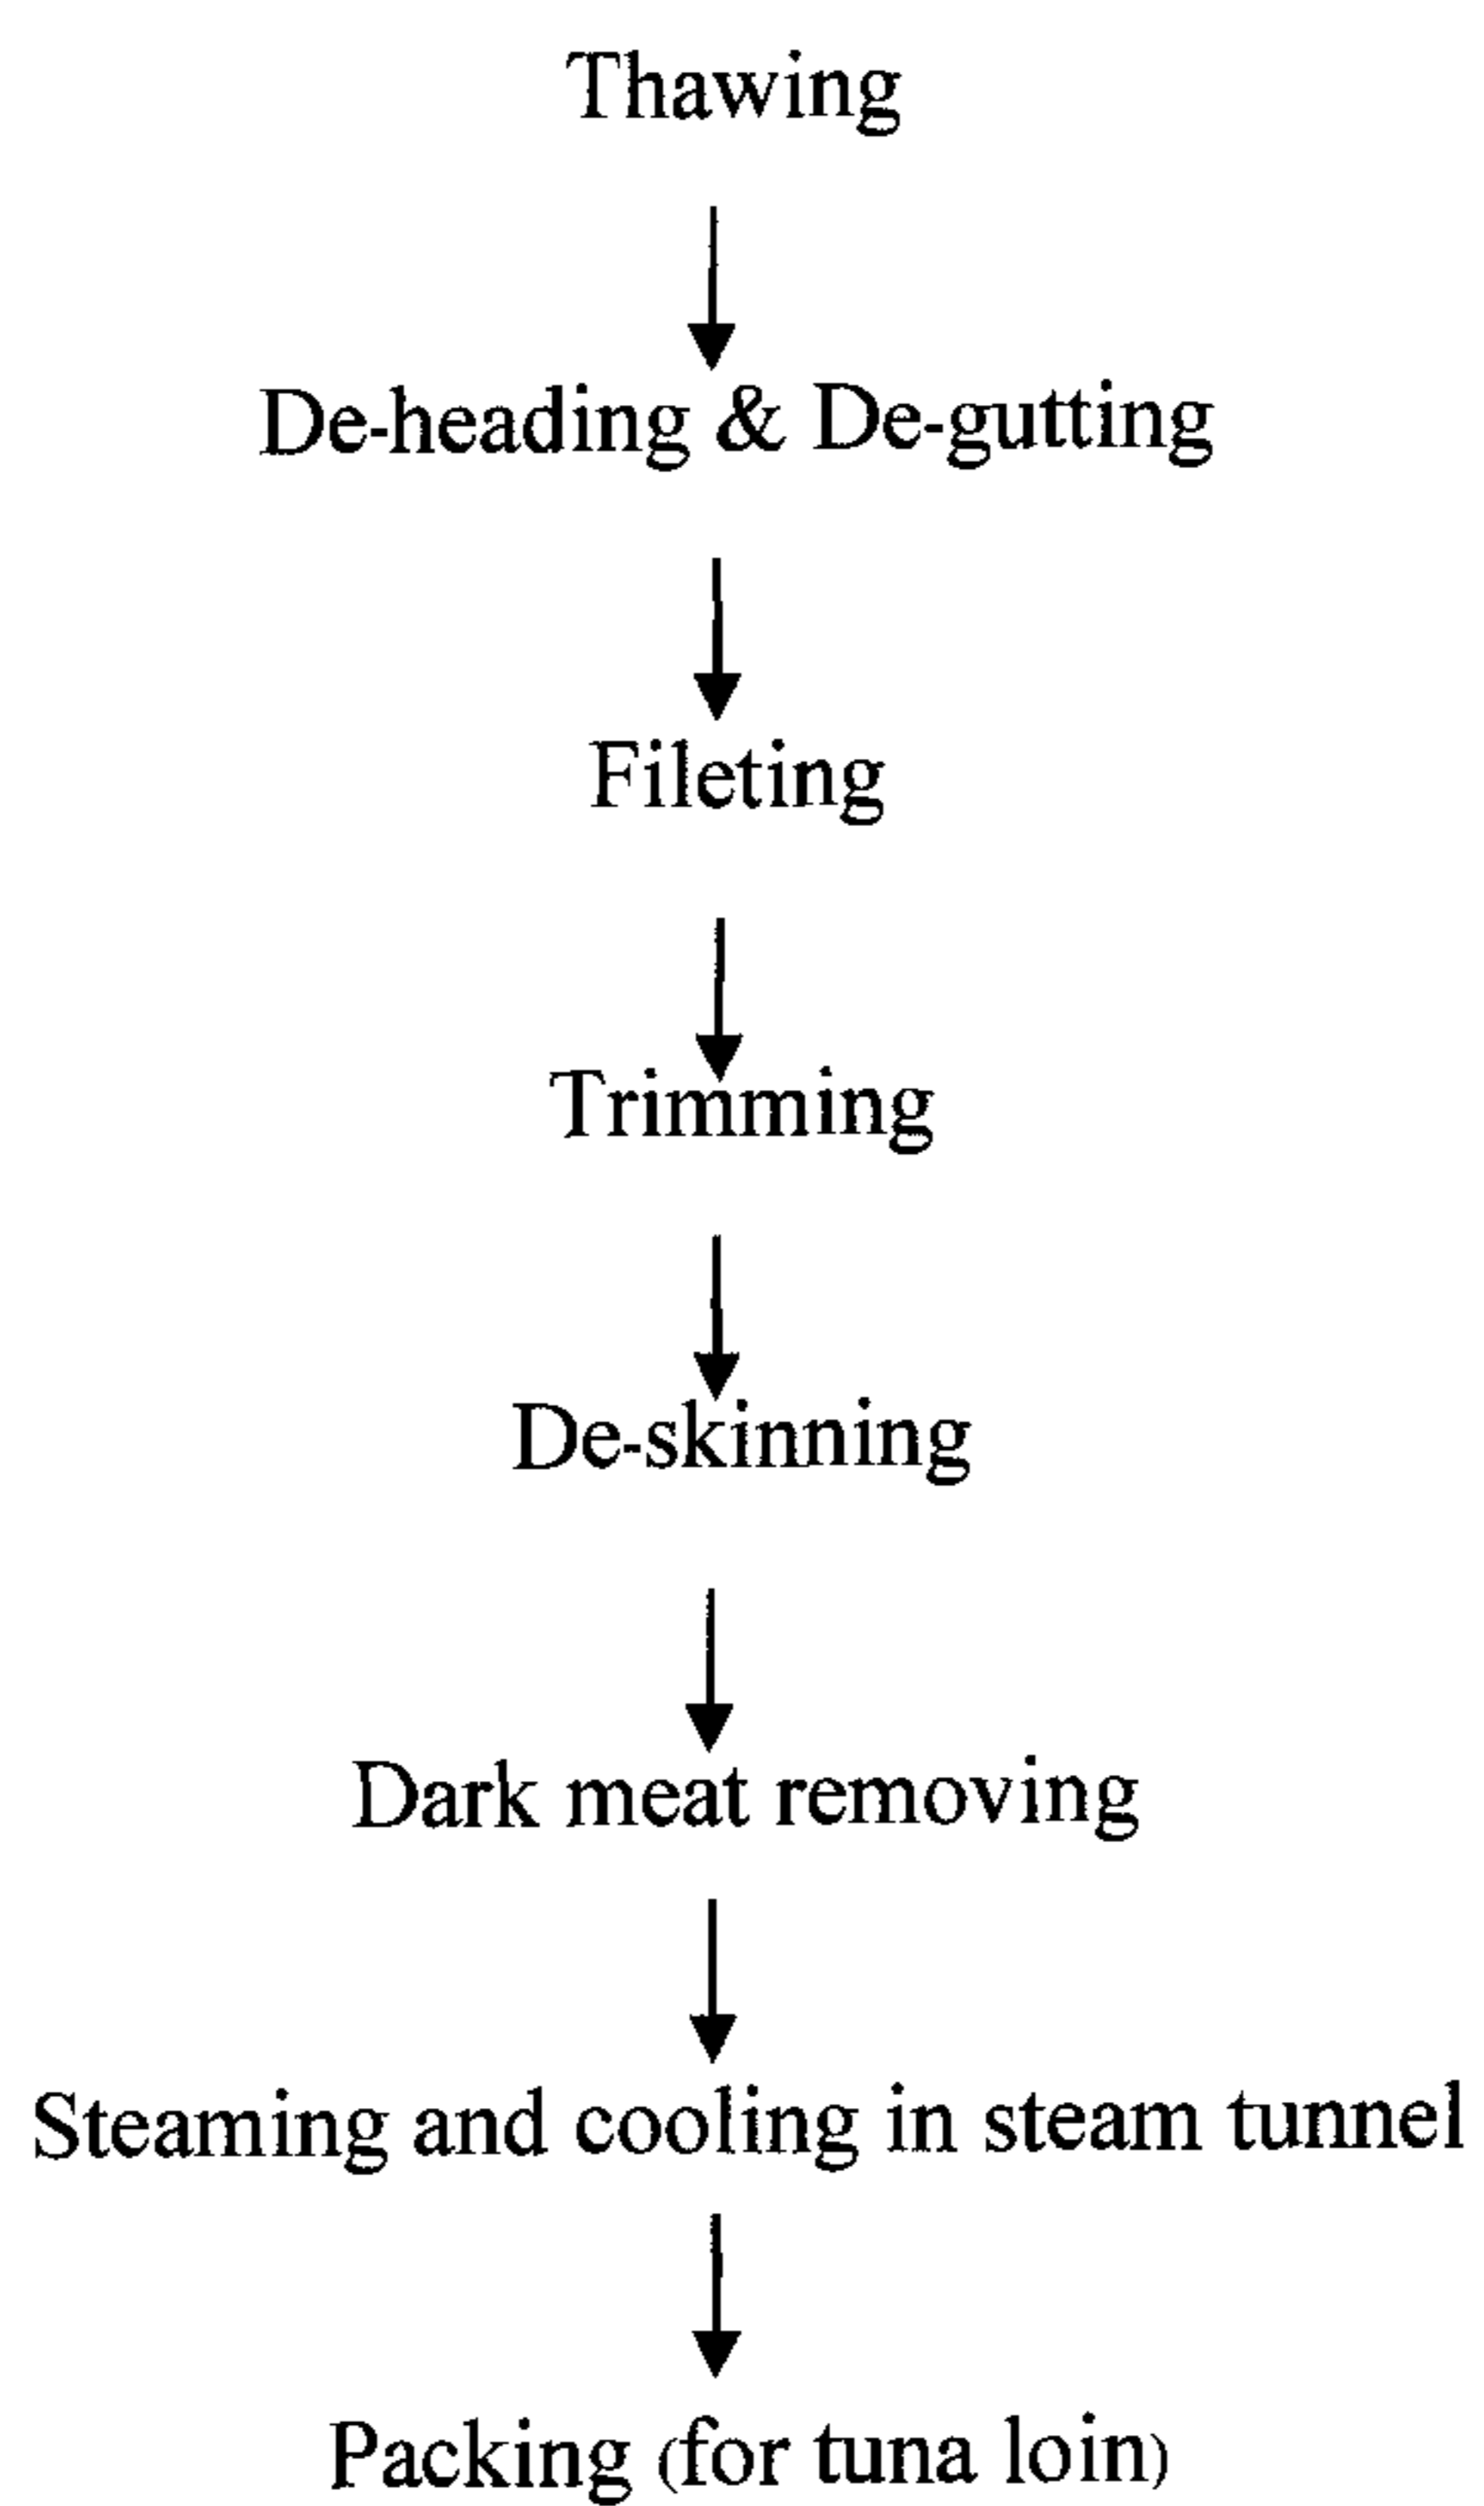 Thawing
De-heading & De-gutting
Fileting
Trimming
De-skinning
Dark meat removing
Steaming and cooling in steam tunnel
Packing (for tuna loin)